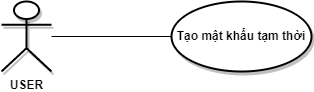 Tạo mật khẩu tạm thời
USER